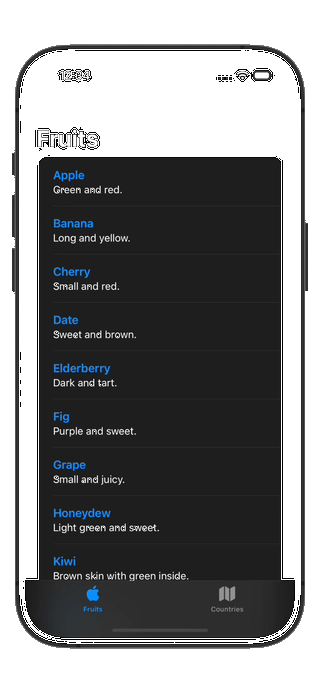 12:04
Fruits
Apple
Green and red.
Banana
Long and yellow.
Cherry
Small and red.
Date
Sweet and brown.
Elderberry
Dark and tart.
Fig
Purple and sweet.
Grape
Small and juicy.
Honeydew
Light green and sweet.
Kiwi
Brown skin with green inside.
Fruits
Countries